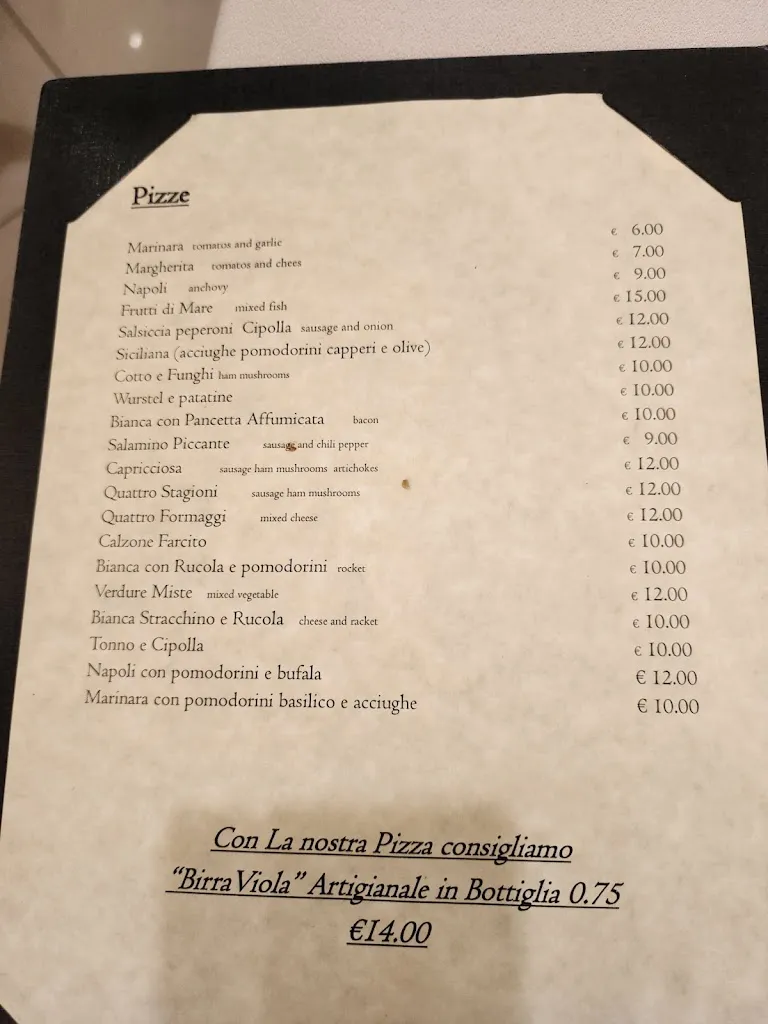 Pizze
Marinara tomatos and garlic € 6.00
Margherita tomatos and chees € 7.00
Napoli anchovy € 9.00
Frutti di Mare mixed fish € 15.00
Salsiccia peperoni Cipolla sausage and onion € 12.00
Siciliana (acciughe pomodorini capperi e olive) € 12.00
Cotto e Funghi ham mushrooms € 10.00
Wurstel e patatine € 10.00
Bianca con Pancetta Affumicata bacon € 10.00
Salamino Piccante sausage and chili pepper € 9.00
Capricciosa sausage ham mushrooms artichokes € 12.00
Quattro Stagioni sausage ham mushrooms € 12.00
Quattro Formaggi mixed cheese € 12.00
Calzone Farcito € 10.00
Bianca con Rucola e pomodorini rocket € 10.00
Verdure Miste mixed vegetable € 12.00
Bianca Stracchino e Rucola cheese and racket € 10.00
Tonno e Cipolla € 10.00
Napoli con pomodorini e bufala € 12.00
Marinara con pomodorini basilico e acciughe € 10.00
Con La nostra Pizza consigliamo
“Birra Viola” Artigianale in Bottiglia 0.75
€14.00